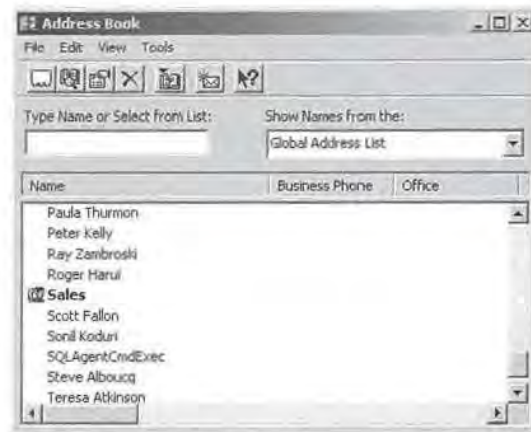 Address Book
File Edit View Tools
Type Name or Select from List:
Show Names from the:
Global Address List
Name Business Phone Office
Paula Thurmon
Peter Kelly
Ray Zambroski
Roger Harui
Sales
Scott Fallon
Sonil Koduri
SQLAgentCmdExec
Steve Alboucq
Teresa Atkinson